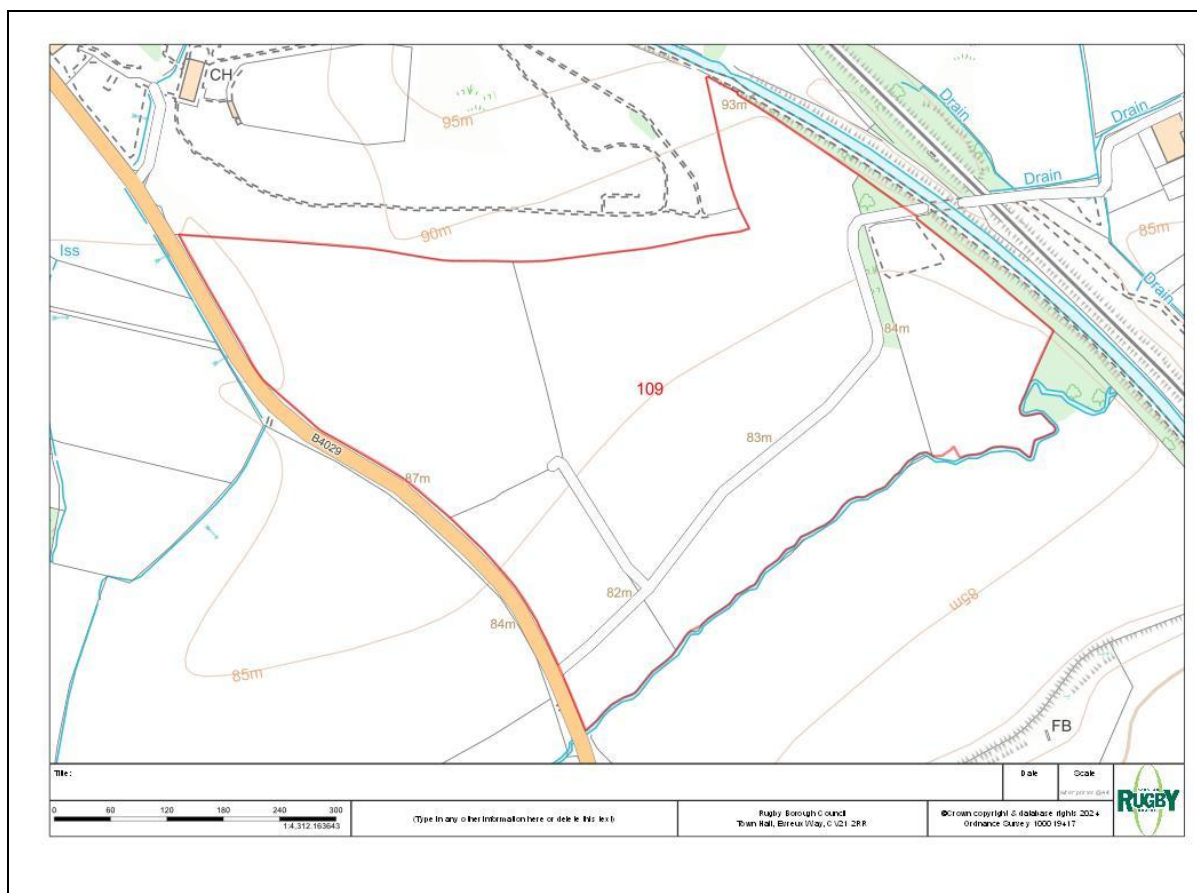 CH
95m
93m
Drain
Drain
Drain
90m
85m
Drain
Iss
84m
109
83m
B4029
87m
82m
84m
85m
85m
FB
Title:
Date
Scale
0 60 120 180 240 300
1:4,312.163643
(Type in any other information here or delete this text)
Rugby Borough Council
Town Hall, Evreux Way, CV21 2RR
©Crown copyright & database rights 2024
Ordnance Survey 100019417
RUGBY